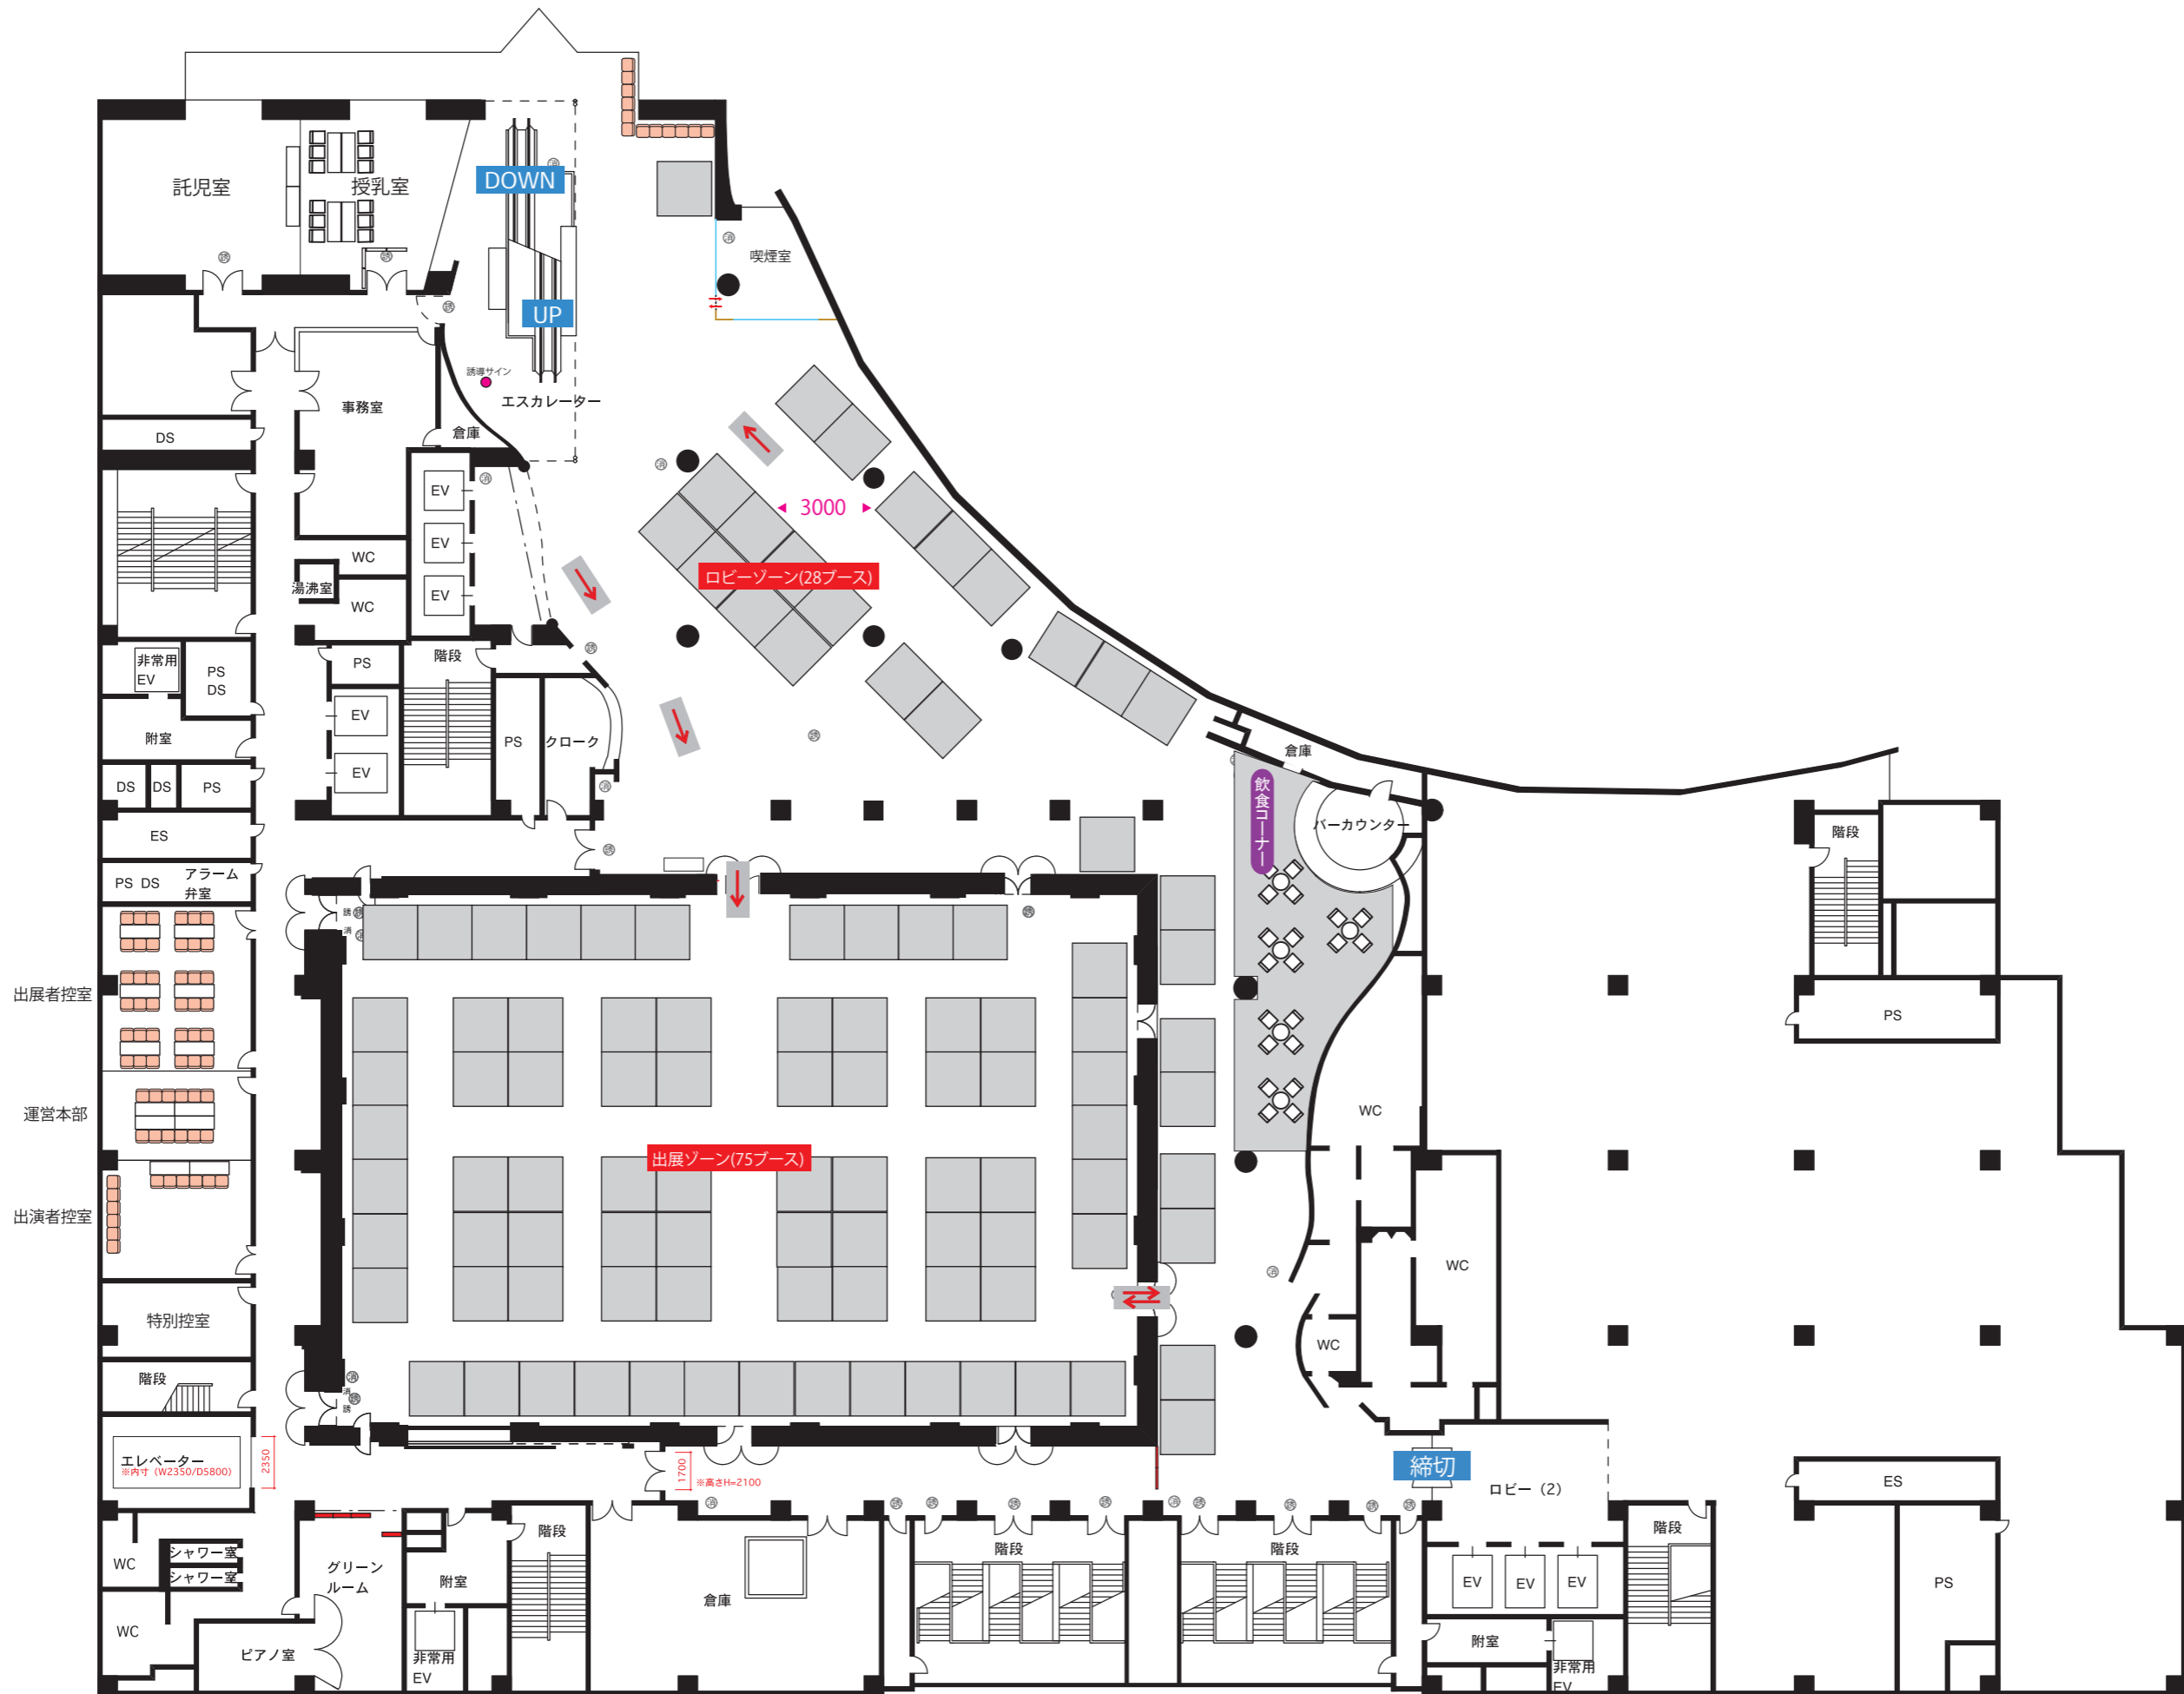 託児室
授乳室
DOWN
UP
喫煙室
誘導サイン
エスカレーター
事務室
倉庫
DS
EV
EV
EV
3000
ロビーゾーン(28ブース)
WC
湯沸室
WC
非常用
EV
PS
DS
PS
階段
EV
EV
附室
PS
クローク
DS
DS
PS
ES
PS DS
アラーム
弁室
倉庫
飲食コーナー
バーカウンター
階段
PS
誘
消
出展者控室
運営本部
出演者控室
出展ゾーン(75ブース)
WC
WC
WC
特別控室
階段
消
誘
エレベーター
※内寸（W2350/D5800）
2350
1700
※高さH=2100
締切
ロビー（2）
ES
WC
シャワー室
シャワー室
WC
グリーン
ルーム
ピアノ室
附室
非常用
EV
階段
倉庫
階段
階段
EV
EV
EV
階段
附室
非常用
EV
PS